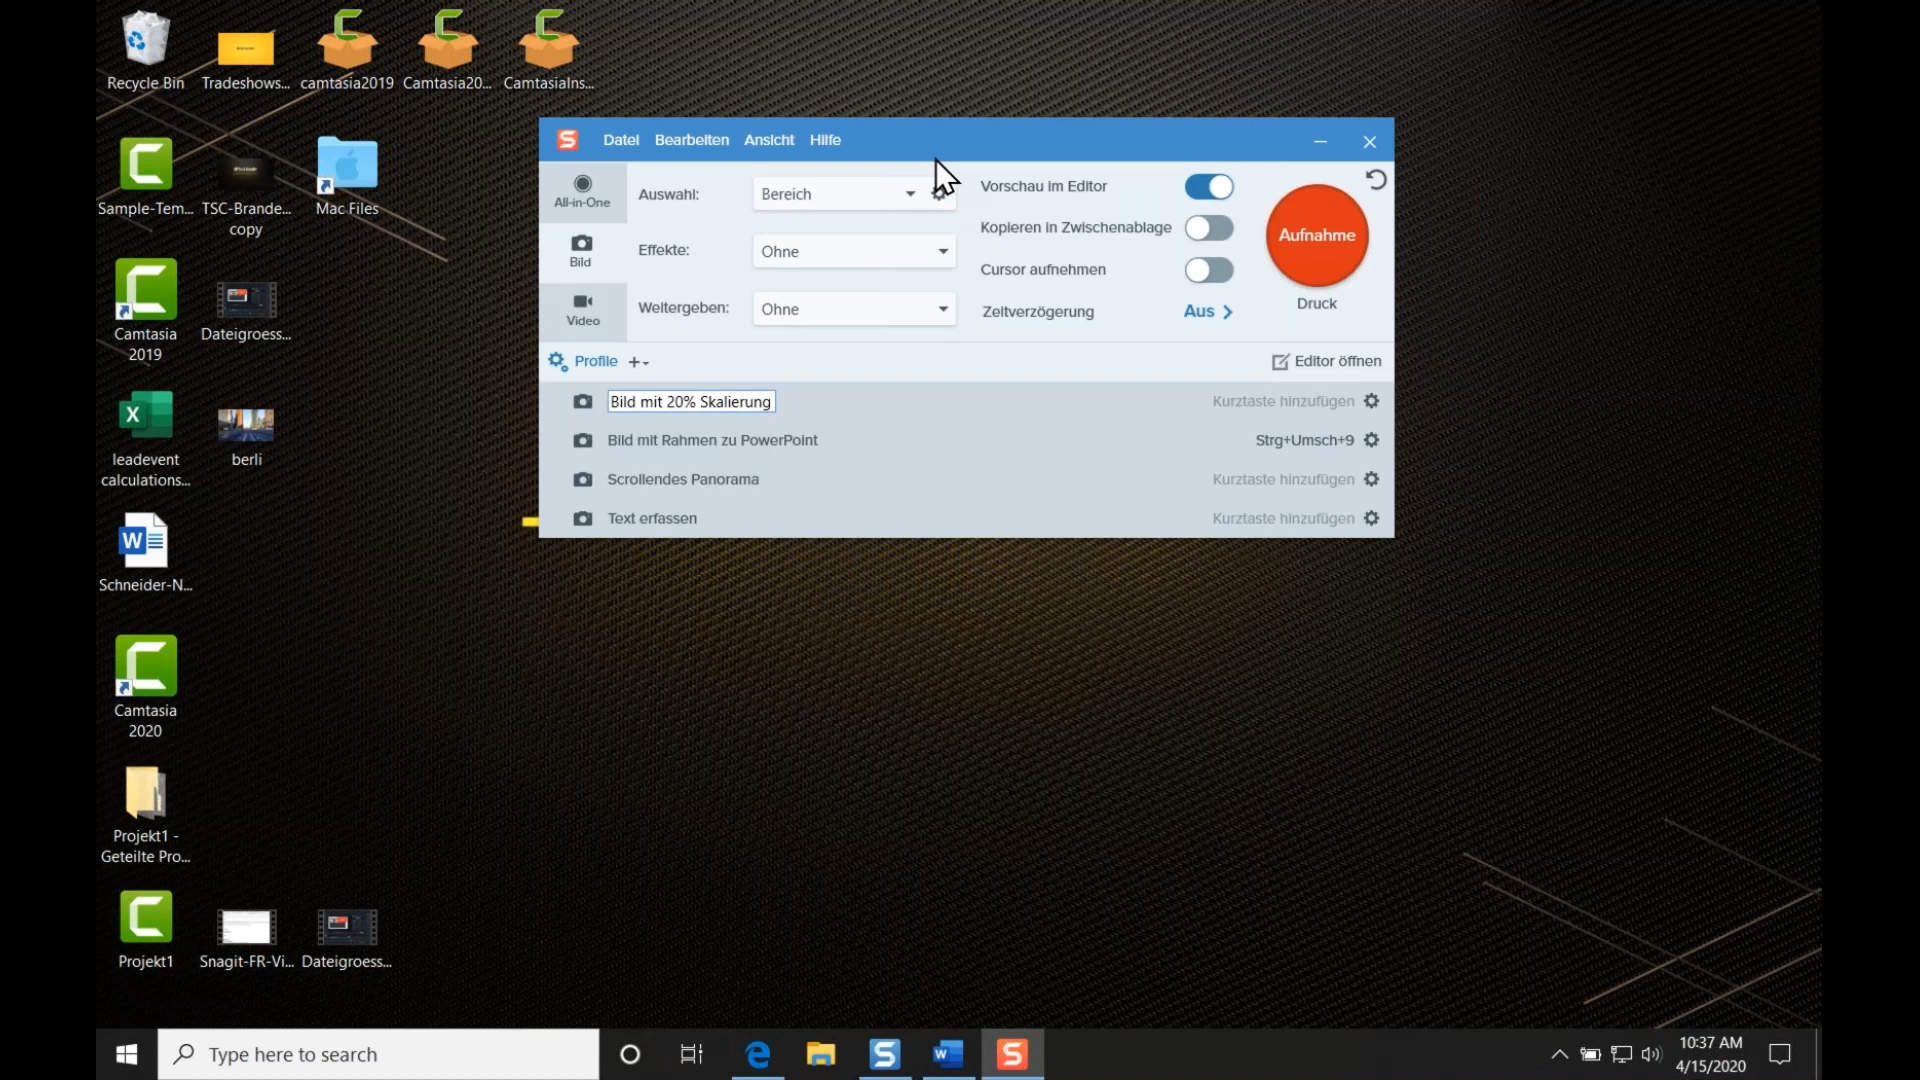 Recycle Bin
Tradeshows...
camtasia2019
Camtasia20...
CamtasiaIns...
Sample-Tem...
TSC-Brande...
copy
Mac Files
Camtasia
2019
Dateigroess...
leadevent
calculations...
berli
Schneider-N...
Camtasia
2020
Projekt1 -
Geteilte Pro...
Projekt1
Snagit-FR-Vi...
Dateigroess...
Datei Bearbeiten Ansicht Hilfe
All-in-One
Bild
Video
Auswahl: Bereich
Effekte: Ohne
Weitergeben: Ohne
Vorschau im Editor
Kopieren in Zwischenablage
Cursor aufnehmen
Zeitverzögerung Aus
Aufnahme
Druck
Profile
Editor öffnen
Bild mit 20% Skalierung Kurztaste hinzufügen
Bild mit Rahmen zu PowerPoint Strg+Umsch+9
Scrollendes Panorama Kurztaste hinzufügen
Text erfassen Kurztaste hinzufügen
Type here to search
10:37 AM
4/15/2020